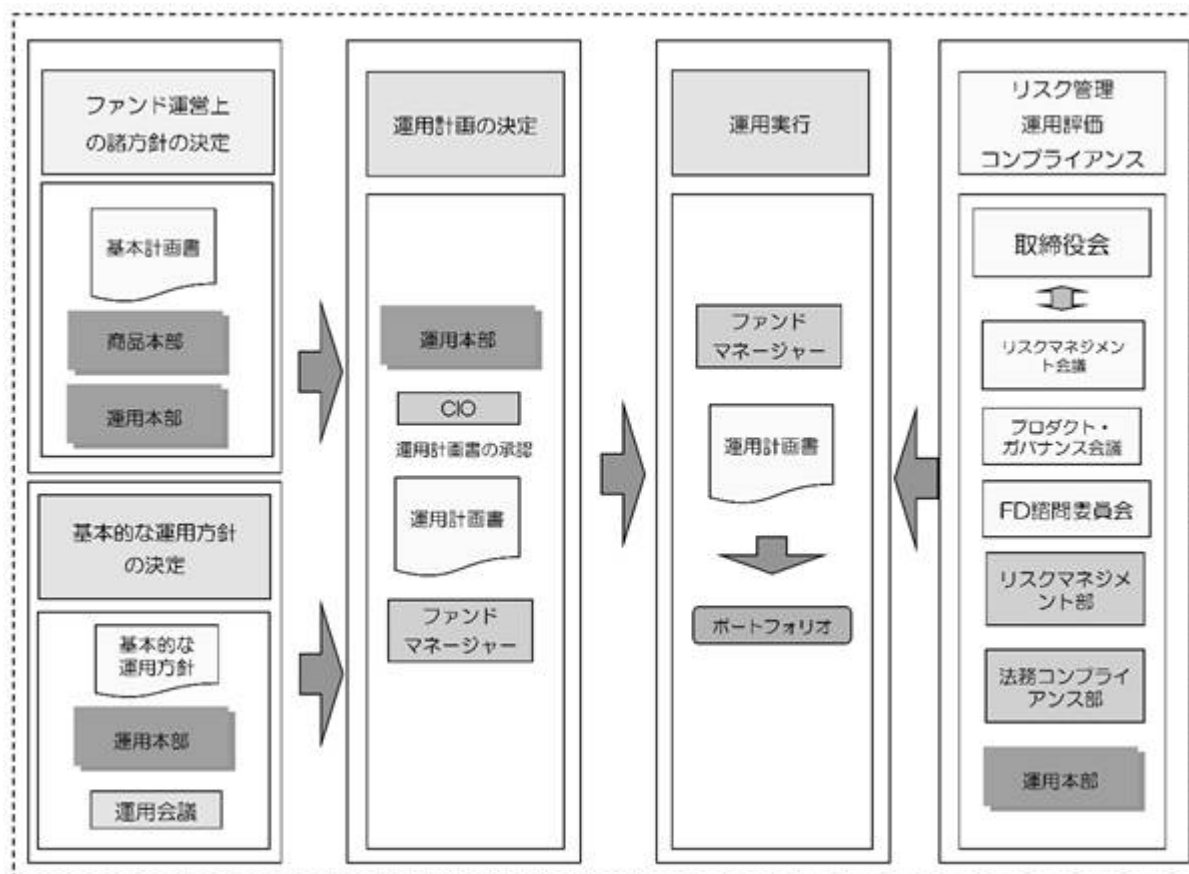 ファンド運営上
の諸方針の決定
基本計画書
商品本部
運用本部
基本的な運用方針
の決定
基本的な
運用方針
運用本部
運用会議
運用計画の決定
運用本部
CIO
運用計画書の承認
運用計画書
ファンド
マネージャー
運用実行
ファンド
マネージャー
運用計画書
ポートフォリオ
リスク管理
運用評価
コンプライアンス
取締役会
リスクマネジメン
ト会議
プロダクト・
ガバナンス会議
FD諮問委員会
リスクマネジメ
ント部
法務コンプライ
アンス部
運用本部